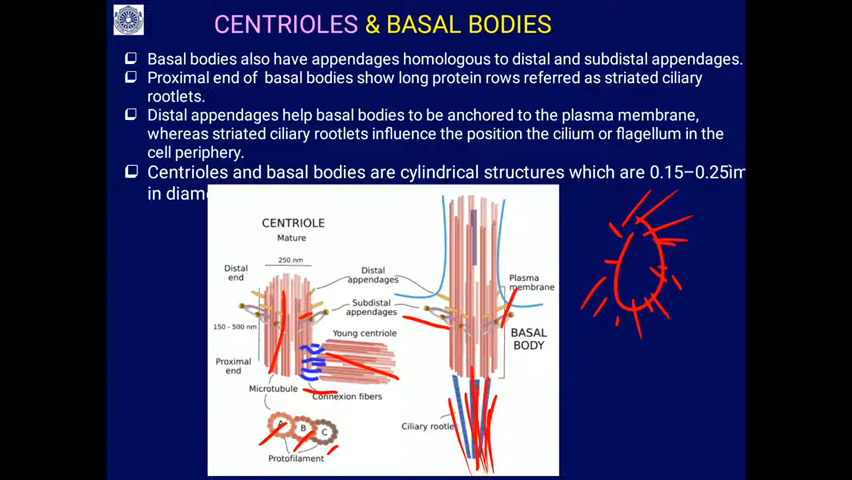 CENTRIOLES & BASAL BODIES
Basal bodies also have appendages homologous to distal and subdistal appendages.
Proximal end of basal bodies show long protein rows referred as striated ciliary
rootlets.
Distal appendages help basal bodies to be anchored to the plasma membrane,
whereas striated ciliary rootlets influence the position the cilium or flagellum in the
cell periphery.
Centrioles and basal bodies are cylindrical structures which are 0.15–0.25ìm
in diam
CENTRIOLE
Mature
250 nm
Distal
end
Distal
appendages
Subdistal
appendages
150 - 500 nm
Young centriole
Proximal
end
Microtubule
Connexion fibers
A
B
C
Protofilament
Plasma
membrane
BASAL
BODY
Ciliary rootle